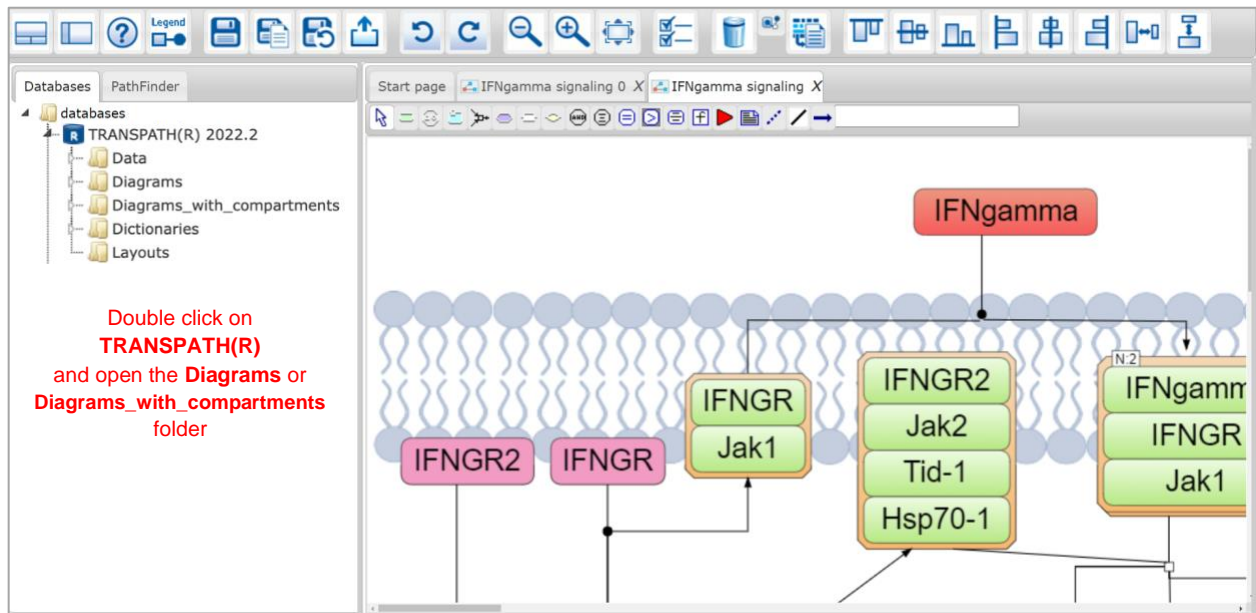 Legend
Databases
PathFinder
databases
R TRANSPATH(R) 2022.2
Data
Diagrams
Diagrams_with_compartments
Dictionaries
Layouts
Double click on
TRANSPATH(R)
and open the Diagrams or
Diagrams_with_compartments
folder
Start page
IFNgamma signaling 0 X
IFNgamma signaling X
AND
f
IFNgamma
IFNGR
Jak1
IFNGR2
Jak2
Tid-1
Hsp70-1
N:2
IFNgamm
IFNGR
Jak1
IFNGR2
IFNGR